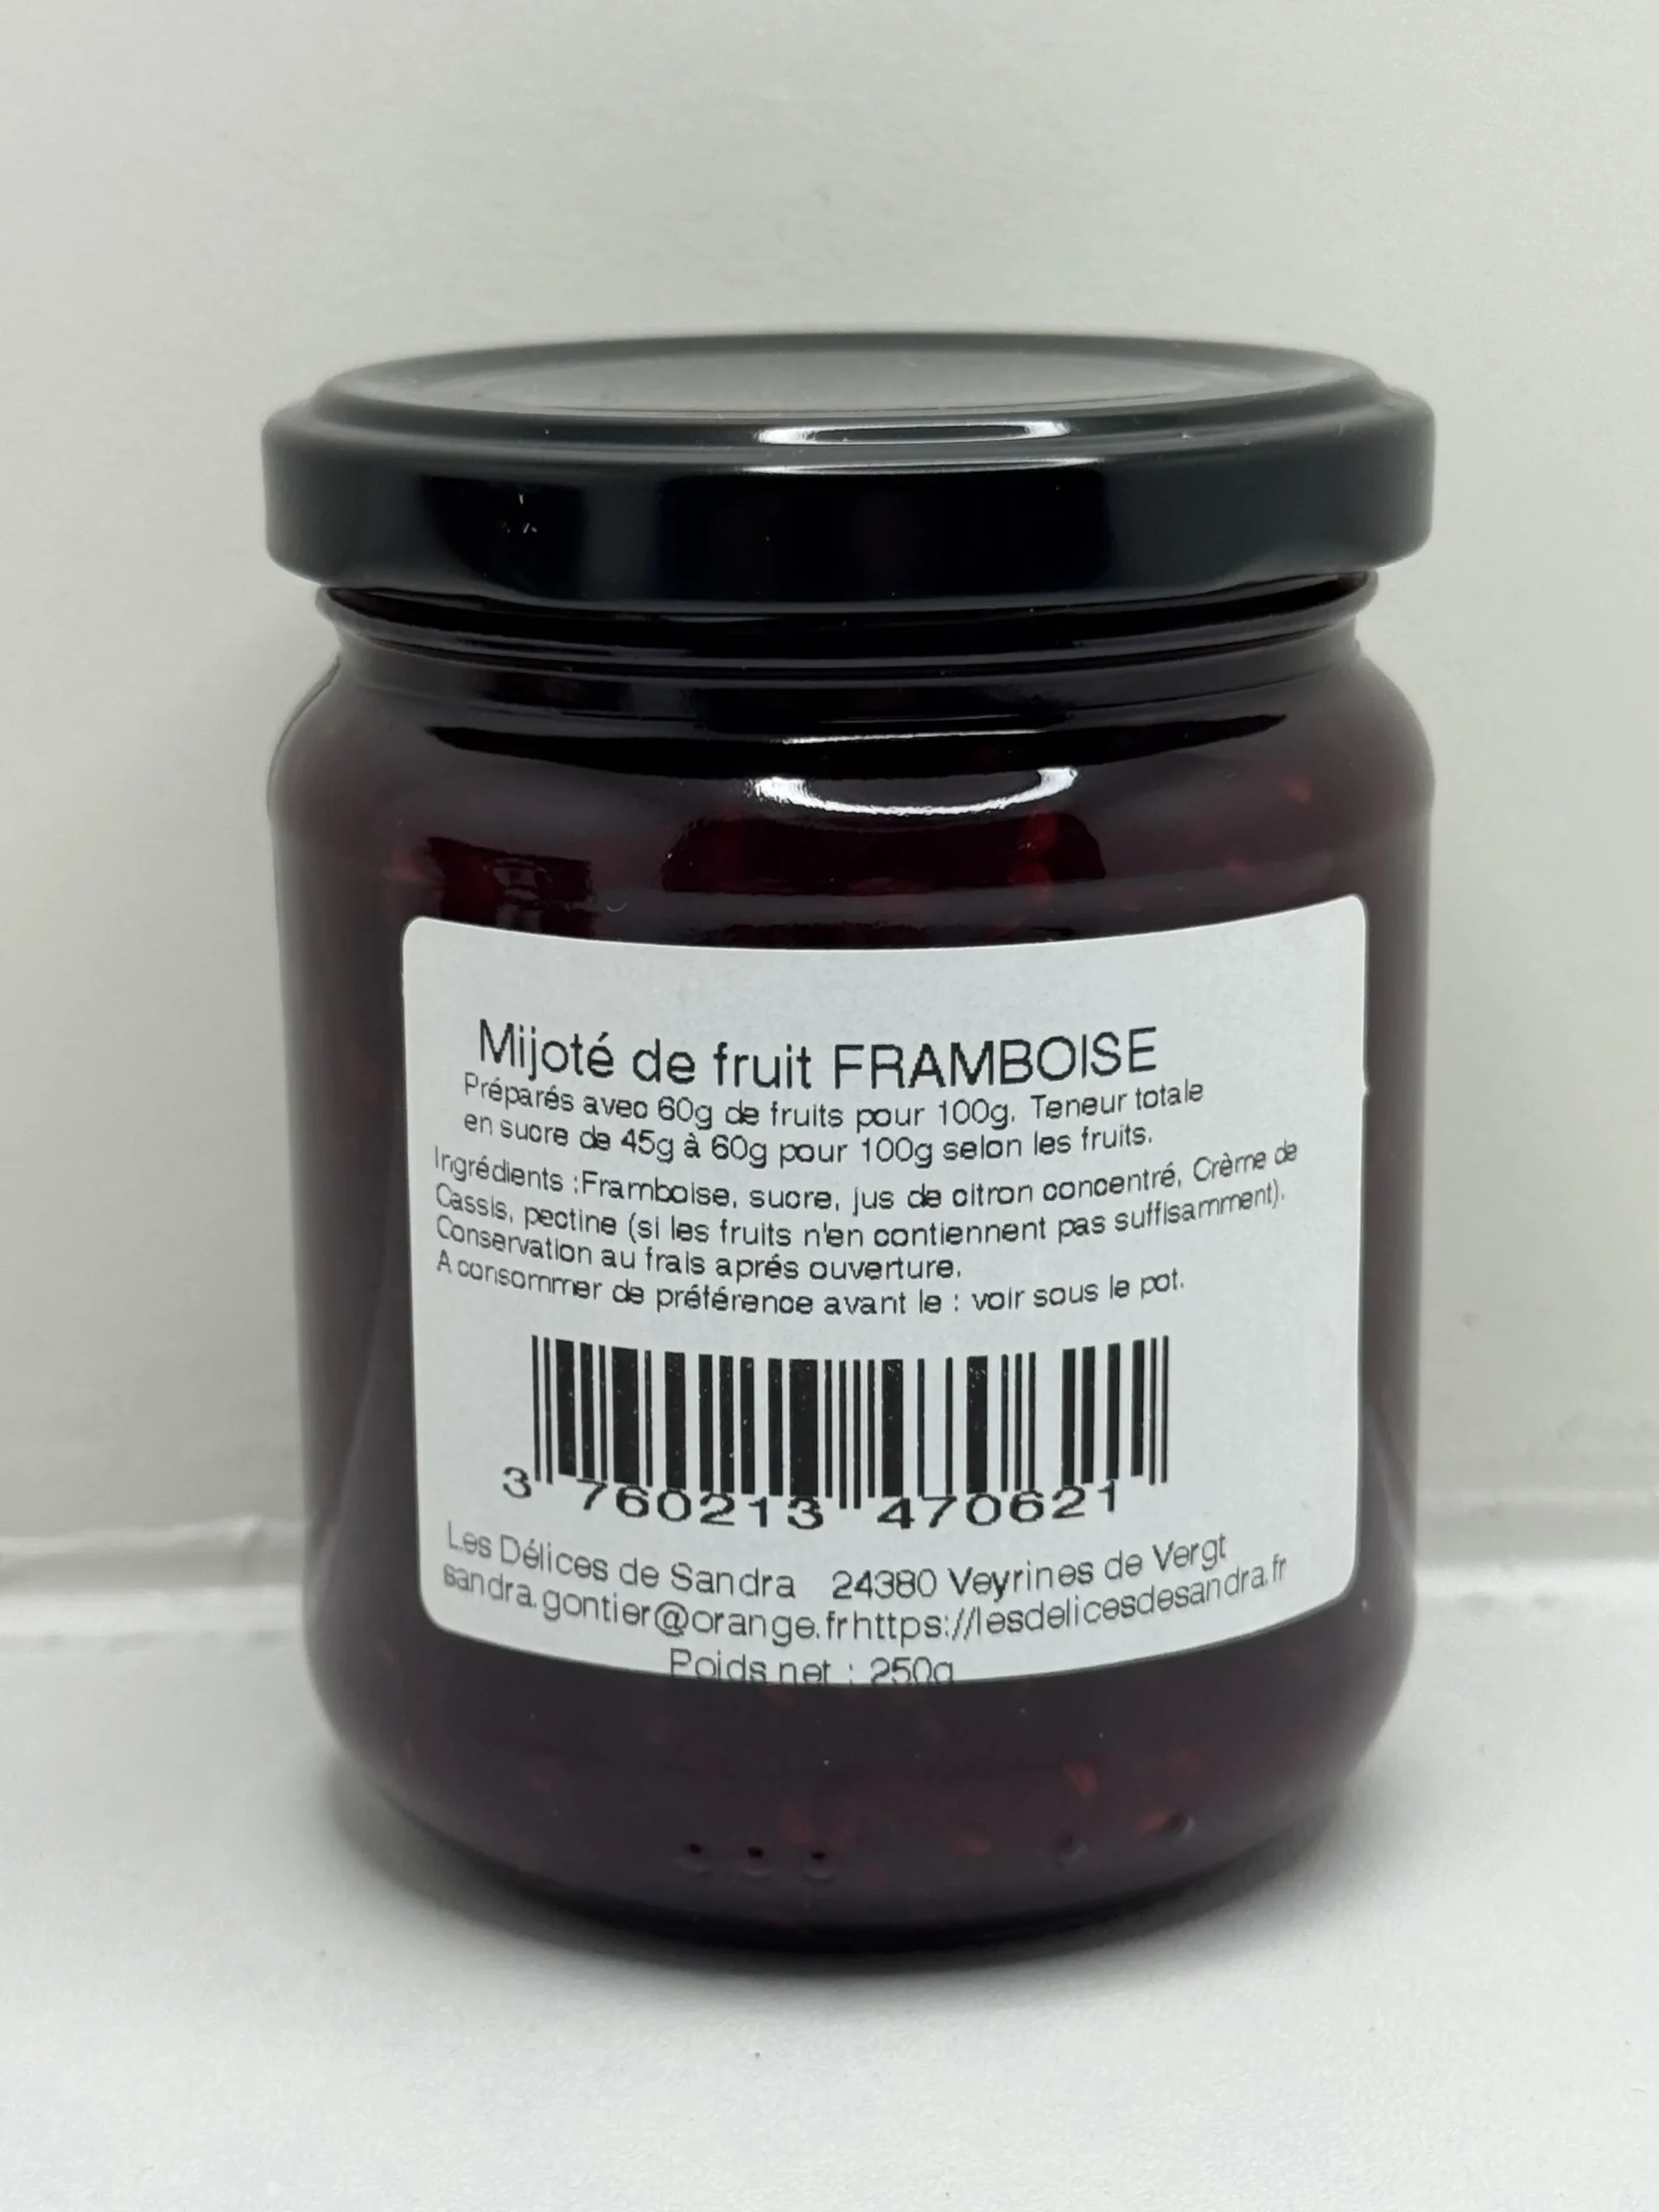 Mijoté de fruit FRAMBOISE
Préparés avec 60g de fruits pour 100g. Teneur totale
en sucre de 45g à 60g pour 100g selon les fruits.
Ingrédients :Framboise, sucre, jus de citron concentré, Crème de
Cassis, pectine (si les fruits n'en contiennent pas suffisamment).
Conservation au frais aprés ouverture.
A consommer de préférence avant le : voir sous le pot.
3 760213 470621
Les Délices de Sandra 24380 Veyrines de Vergt
sandra.gontier@orange.frhttps://lesdelicesdesandra.fr
Poids net : 250g